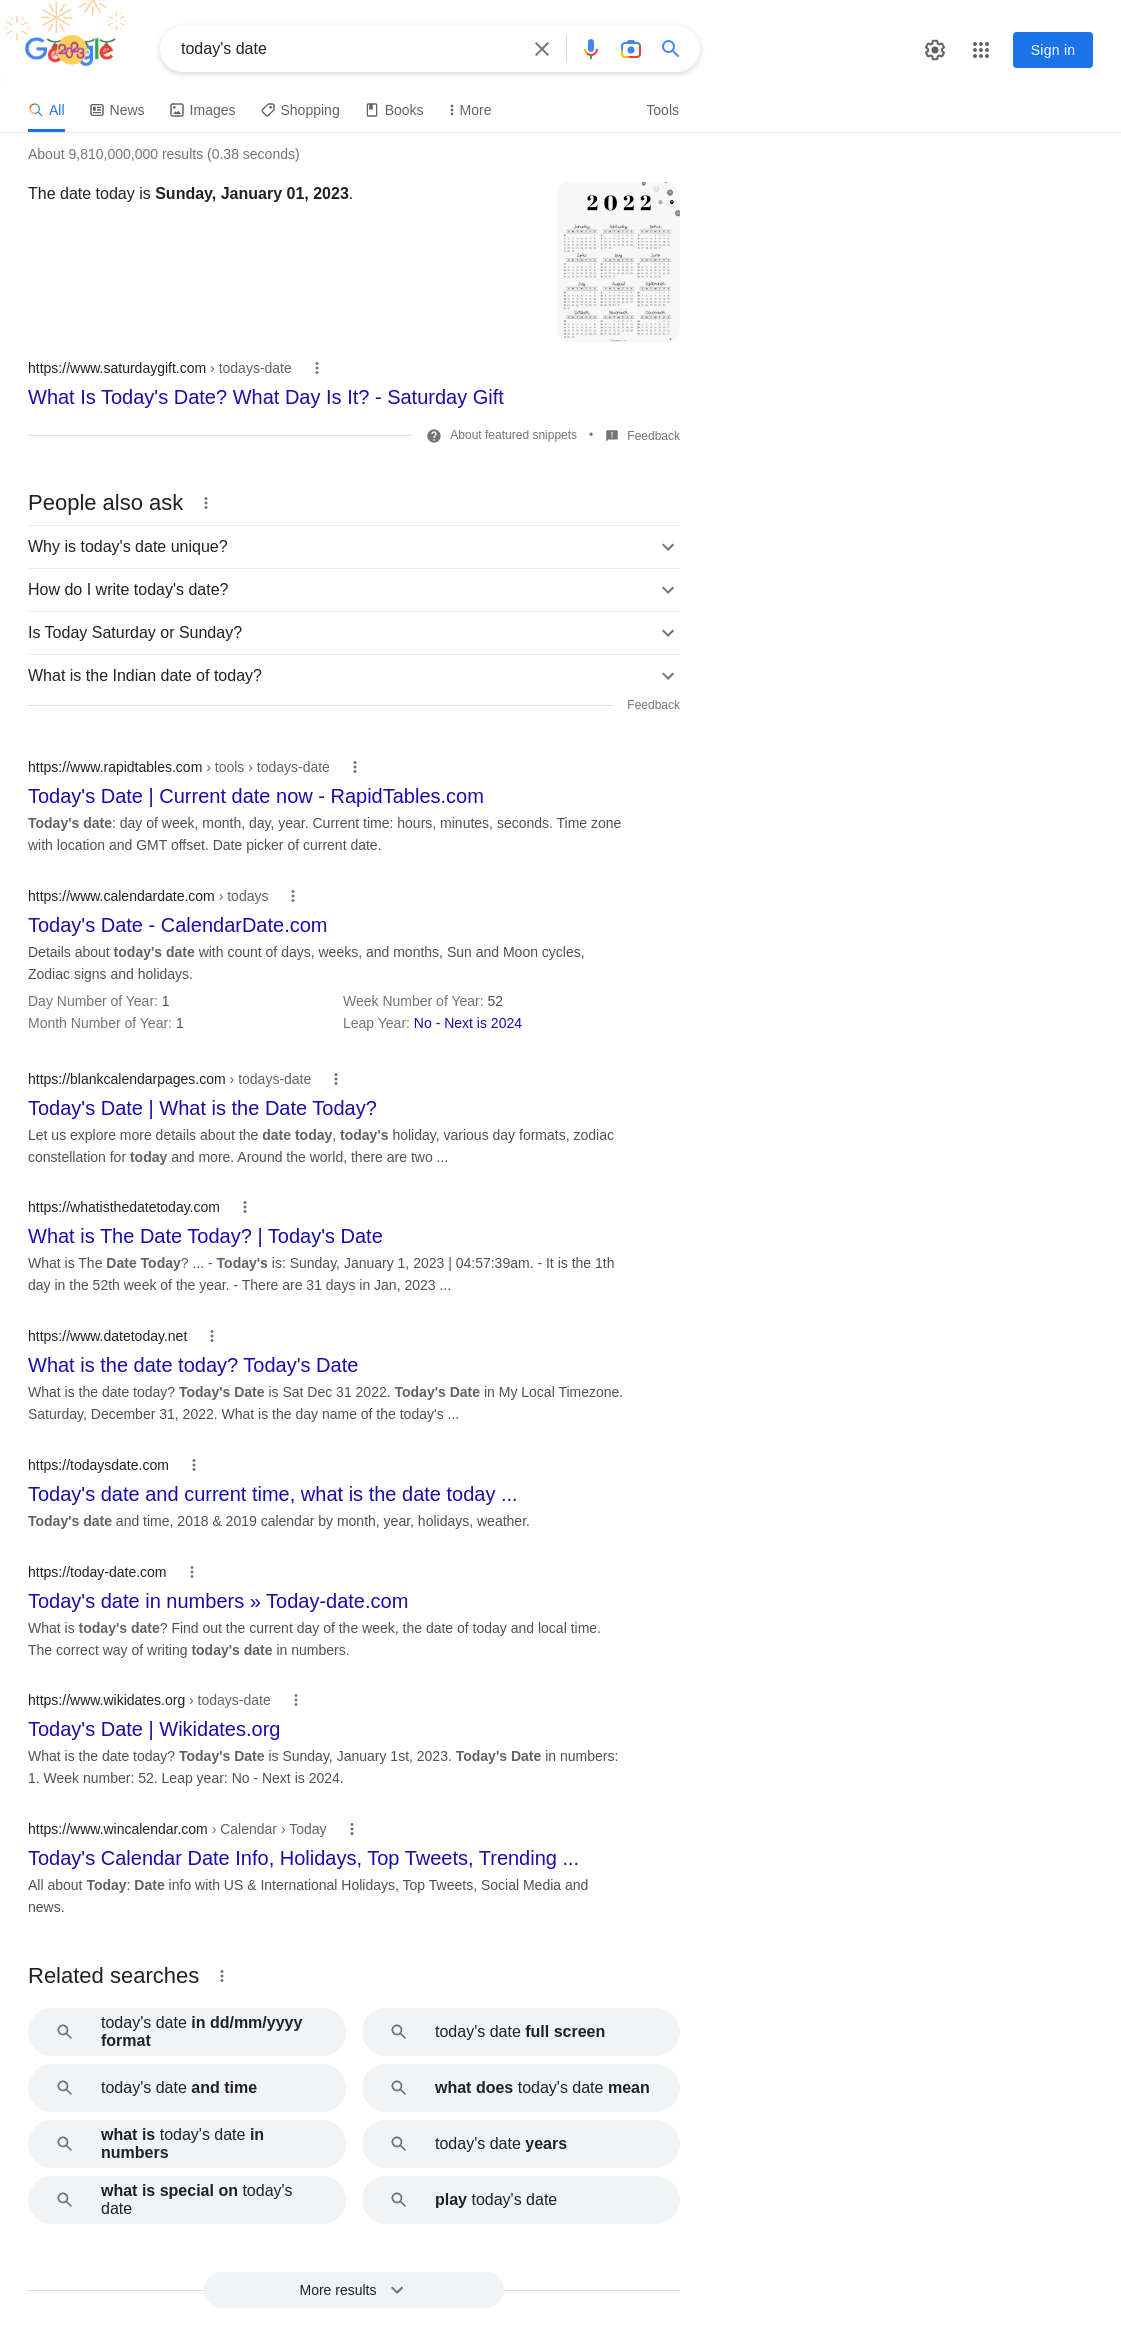 Google
today's date
Sign in
All
News
Images
Shopping
Books
More
Tools
About 9,810,000,000 results (0.38 seconds)
The date today is Sunday, January 01, 2023.
2022
https://www.saturdaygift.com › todays-date
What Is Today's Date? What Day Is It? - Saturday Gift
About featured snippets • Feedback
People also ask
Why is today's date unique?
How do I write today's date?
Is Today Saturday or Sunday?
What is the Indian date of today?
Feedback
https://www.rapidtables.com › tools › todays-date
Today's Date | Current date now - RapidTables.com
Today's date: day of week, month, day, year. Current time: hours, minutes, seconds. Time zone
with location and GMT offset. Date picker of current date.
https://www.calendardate.com › todays
Today's Date - CalendarDate.com
Details about today's date with count of days, weeks, and months, Sun and Moon cycles,
Zodiac signs and holidays.
Day Number of Year: 1
Week Number of Year: 52
Month Number of Year: 1
Leap Year: No - Next is 2024
https://blankcalendarpages.com › todays-date
Today's Date | What is the Date Today?
Let us explore more details about the date today, today's holiday, various day formats, zodiac
constellation for today and more. Around the world, there are two ...
https://whatisthedatetoday.com
What is The Date Today? | Today's Date
What is The Date Today? ... - Today's is: Sunday, January 1, 2023 | 04:57:39am. - It is the 1th
day in the 52th week of the year. - There are 31 days in Jan, 2023 ...
https://www.datetoday.net
What is the date today? Today's Date
What is the date today? Today's Date is Sat Dec 31 2022. Today's Date in My Local Timezone.
Saturday, December 31, 2022. What is the day name of the today's ...
https://todaysdate.com
Today's date and current time, what is the date today ...
Today's date and time, 2018 & 2019 calendar by month, year, holidays, weather.
https://today-date.com
Today's date in numbers » Today-date.com
What is today's date? Find out the current day of the week, the date of today and local time.
The correct way of writing today's date in numbers.
https://www.wikidates.org › todays-date
Today's Date | Wikidates.org
What is the date today? Today's Date is Sunday, January 1st, 2023. Today's Date in numbers:
1. Week number: 52. Leap year: No - Next is 2024.
https://www.wincalendar.com › Calendar › Today
Today's Calendar Date Info, Holidays, Top Tweets, Trending ...
All about Today: Date info with US & International Holidays, Top Tweets, Social Media and
news.
Related searches
today's date in dd/mm/yyyy
format
today's date full screen
today's date and time
what does today's date mean
what is today's date in
numbers
today's date years
what is special on today's
date
play today's date
More results